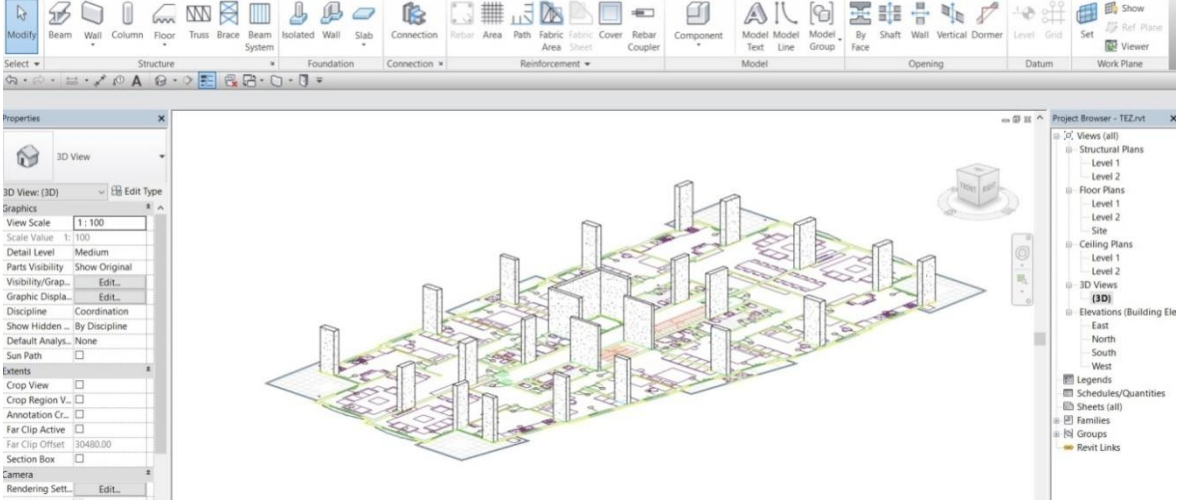 Show
Ref Plane
Viewer
Modify Beam Wall Column Floor Truss Brace Beam System Isolated Wall Slab Connection Rebar Area Path Fabric Area Fabric Sheet Cover Rebar Coupler Component Model Text Model Line Model Group By Face Shaft Wall Vertical Dormer Level Grid Set
Select Structure Foundation Connection Reinforcement Model Opening Datum Work Plane
Properties
3D View
3D View: {3D} Edit Type
Graphics
View Scale 1 : 100
Scale Value 1: 100
Detail Level Medium
Parts Visibility Show Original
Visibility/Grap... Edit...
Graphic Displa... Edit...
Discipline Coordination
Show Hidden ... By Discipline
Default Analys... None
Sun Path
Extents
Crop View
Crop Region V...
Annotation Cr...
Far Clip Active
Far Clip Offset 30480.00
Section Box
Camera
Rendering Sett... Edit...
FRONT RIGHT
Project Browser - TEZ.rvt
Views (all)
Structural Plans
Level 1
Level 2
Floor Plans
Level 1
Level 2
Site
Ceiling Plans
Level 1
Level 2
3D Views
{3D}
Elevations (Building Ele
East
North
South
West
Legends
Schedules/Quantities
Sheets (all)
Families
Groups
Revit Links